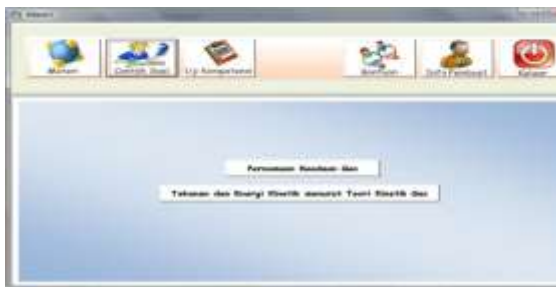 Materi
Contoh Soal
Uji Kompetensi
Bantuan
Info Pembuat
Keluar
Persamaan Keadaan Gas
Tekanan dan Energi Kinetik menurut Teori Kinetik Gas